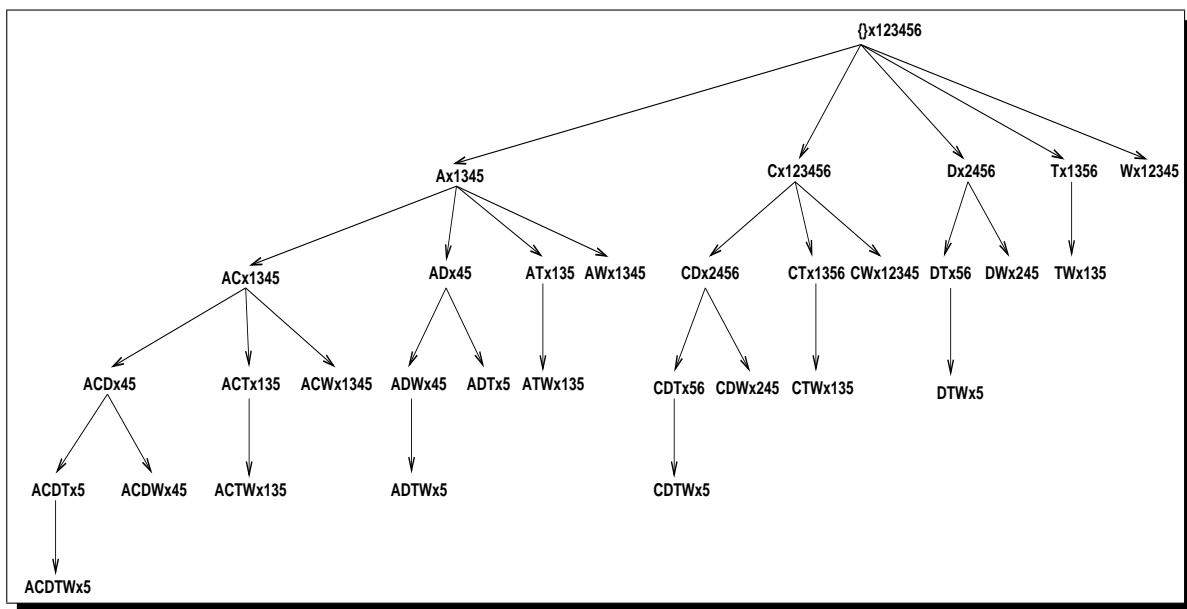 {}x123456
Ax1345 Cx123456 Dx2456 Tx1356 Wx12345
ACx1345 ADx45 ATx135 AWx1345 CDx2456 CTx1356 CWx12345 DTx56 DWx245 TWx135
ACDx45 ACTx135 ACWx1345 ADWx45 ADTx5 ATWx135 CDTx56 CDWx245 CTWx135 DTWx5
ACDTx5 ACDWx45 ACTWx135 ADTWx5 CDTWx5
ACDTWx5